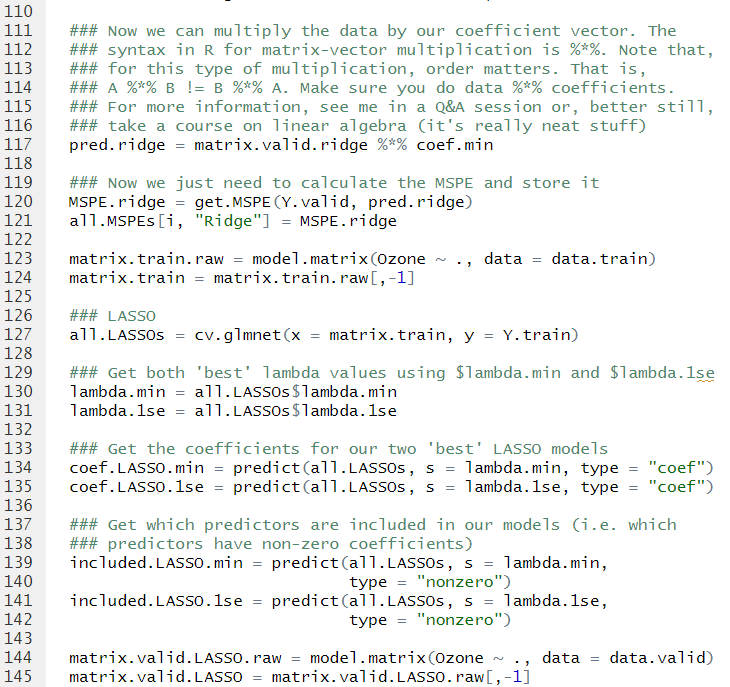 110
111 ### Now we can multiply the data by our coefficient vector. The
112 ### syntax in R for matrix-vector multiplication is %*%. Note that,
113 ### for this type of multiplication, order matters. That is,
114 ### A %*% B != B %*% A. Make sure you do data %*% coefficients.
115 ### For more information, see me in a Q&A session or, better still,
116 ### take a course on linear algebra (it's really neat stuff)
117 pred.ridge = matrix.valid.ridge %*% coef.min
118
119 ### Now we just need to calculate the MSPE and store it
120 MSPE.ridge = get.MSPE(Y.valid, pred.ridge)
121 all.MSPEs[i, "Ridge"] = MSPE.ridge
122
123 matrix.train.raw = model.matrix(Ozone ~ ., data = data.train)
124 matrix.train = matrix.train.raw[,-1]
125
126 ### LASSO
127 all.LASSOs = cv.glmnet(x = matrix.train, y = Y.train)
128
129 ### Get both 'best' lambda values using $lambda.min and $lambda.1se
130 lambda.min = all.LASSOs$lambda.min
131 lambda.1se = all.LASSOs$lambda.1se
132
133 ### Get the coefficients for our two 'best' LASSO models
134 coef.LASSO.min = predict(all.LASSOs, s = lambda.min, type = "coef")
135 coef.LASSO.1se = predict(all.LASSOs, s = lambda.1se, type = "coef")
136
137 ### Get which predictors are included in our models (i.e. which
138 ### predictors have non-zero coefficients)
139 included.LASSO.min = predict(all.LASSOs, s = lambda.min,
140 type = "nonzero")
141 included.LASSO.1se = predict(all.LASSOs, s = lambda.1se,
142 type = "nonzero")
143
144 matrix.valid.LASSO.raw = model.matrix(Ozone ~ ., data = data.valid)
145 matrix.valid.LASSO = matrix.valid.LASSO.raw[,-1]